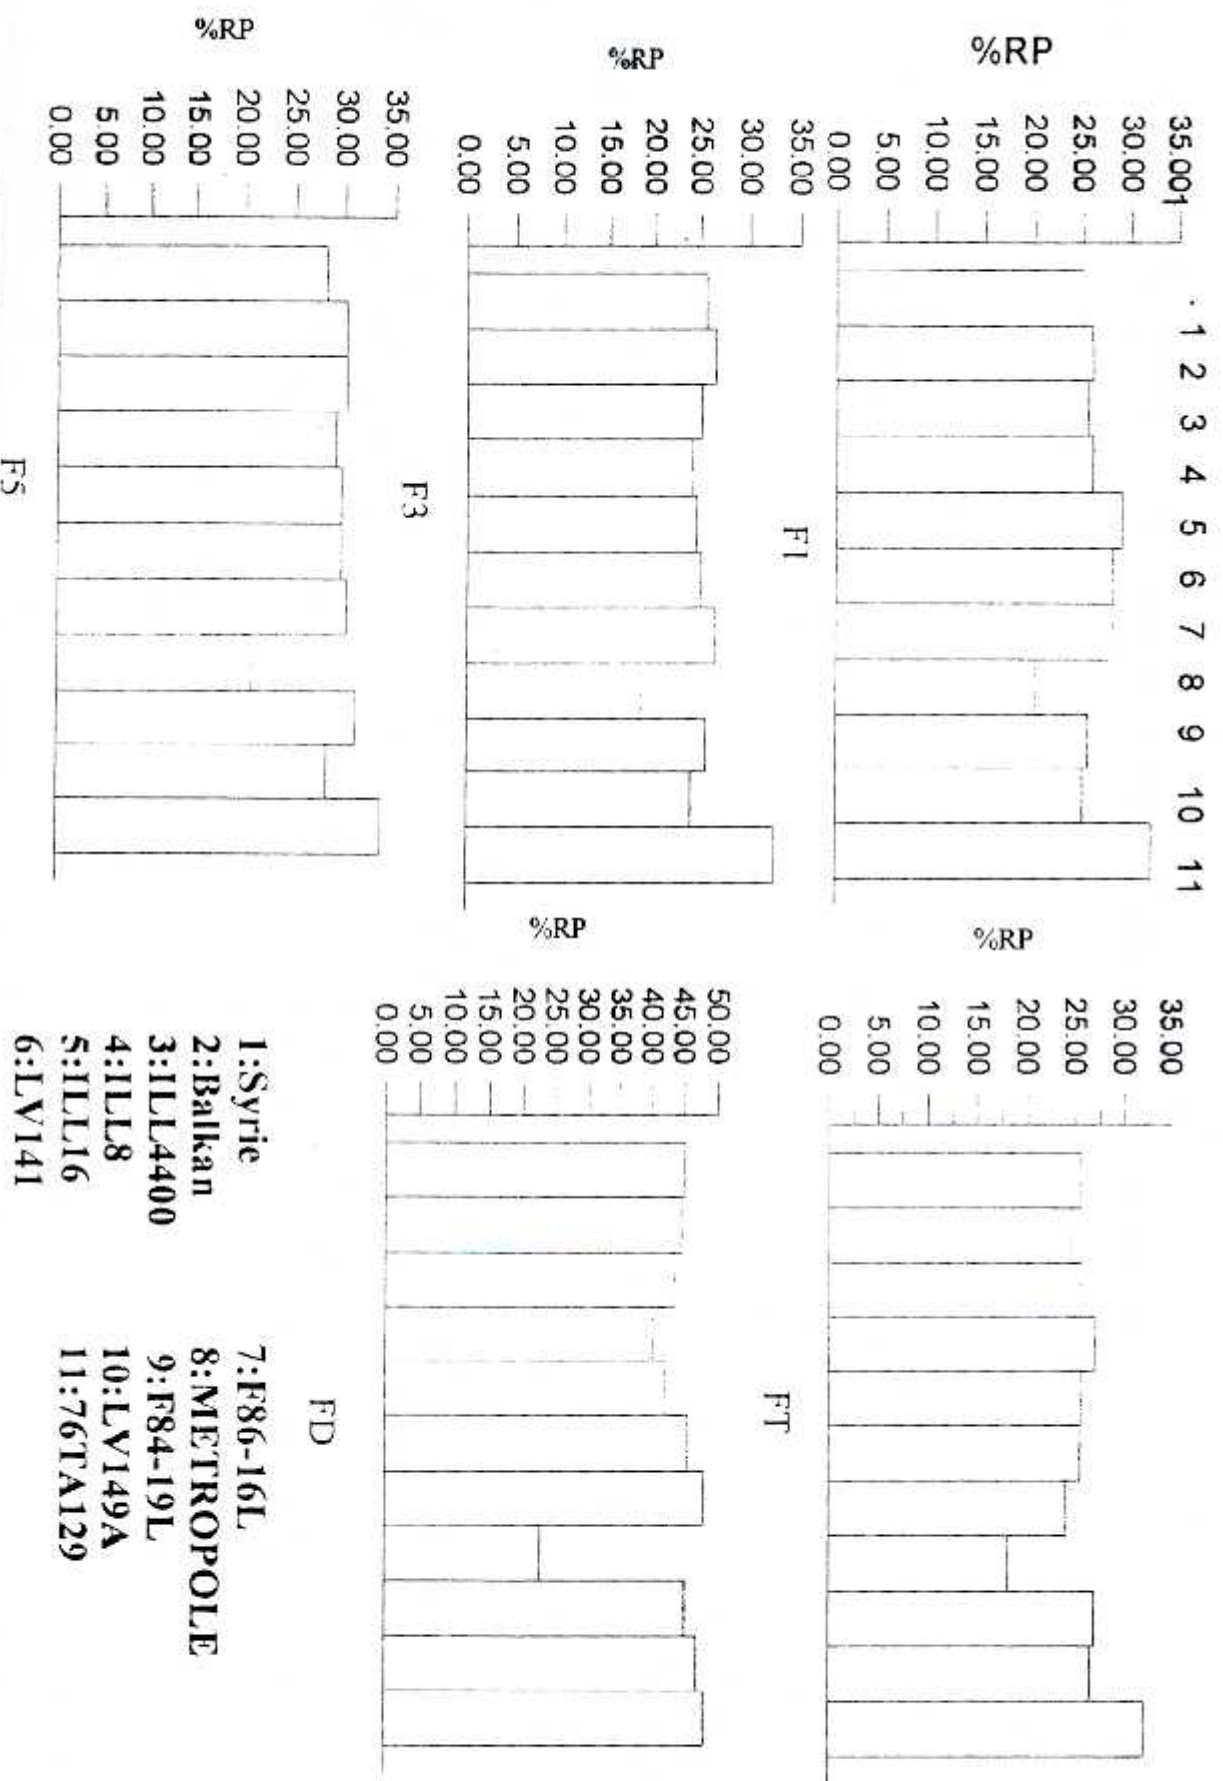 1 2 3 4 5 6 7 8 9 10 11
%RP
35.001
30.00
25.00
20.00
15.00
10.00
5.00
0.00
F1
%RP
35.00
30.00
25.00
20.00
15.00
10.00
5.00
0.00
FT
%RP
35.00
30.00
25.00
20.00
15.00
10.00
5.00
0.00
F3
%RP
50.00
45.00
40.00
35.00
30.00
25.00
20.00
15.00
10.00
5.00
0.00
FD
%RP
35.00
30.00
25.00
20.00
15.00
10.00
5.00
0.00
F5
1:Syrie
2:Balkan
3:ILL4400
4:ILL8
5:ILL16
6:LV141
7:F86-16L
8:METROPOLE
9:F84-19L
10:LV149A
11:76TA129